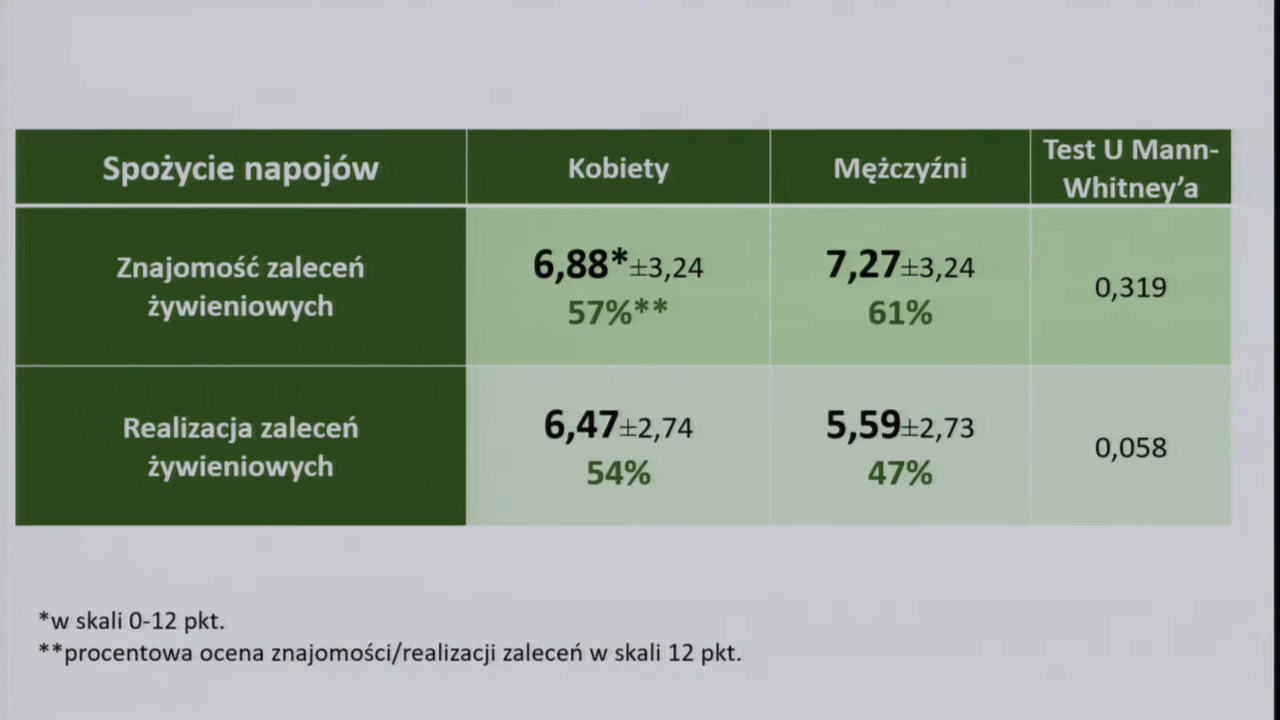 Spożycie napojów
Kobiety
Mężczyźni
Test U Mann-
Whitney’a
Znajomość zaleceń
żywieniowych
6,88*±3,24
57%**
7,27±3,24
61%
0,319
Realizacja zaleceń
żywieniowych
6,47±2,74
54%
5,59±2,73
47%
0,058
*w skali 0-12 pkt.
**procentowa ocena znajomości/realizacji zaleceń w skali 12 pkt.